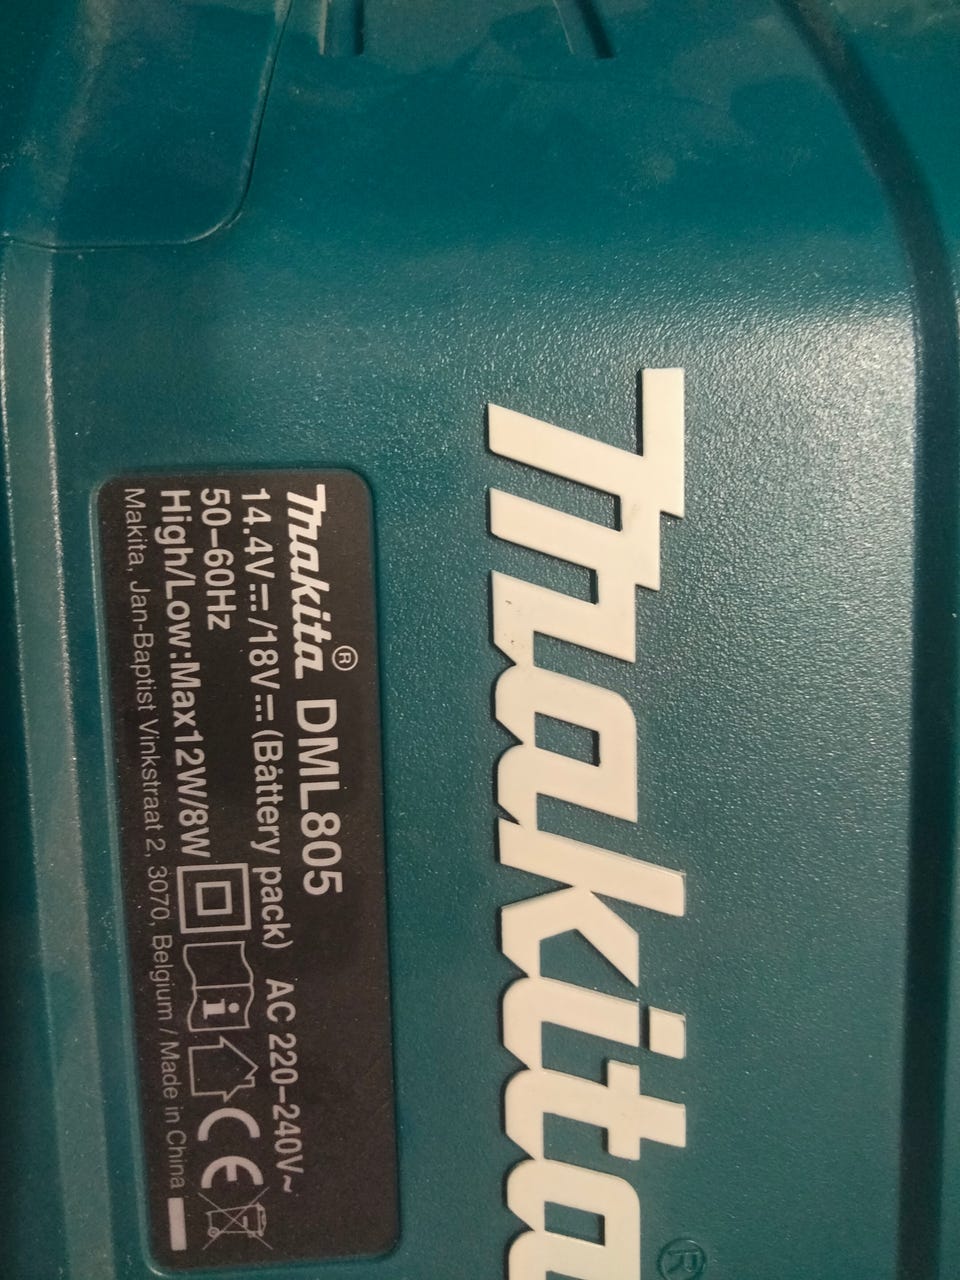 Makita®
Makita® DML805
14.4V⎓/18V⎓(Battery pack) AC 220-240V~
50-60Hz
High/Low:Max12W/8W i CE
Makita, Jan-Baptist Vinkstraat 2, 3070, Belgium / Made in China